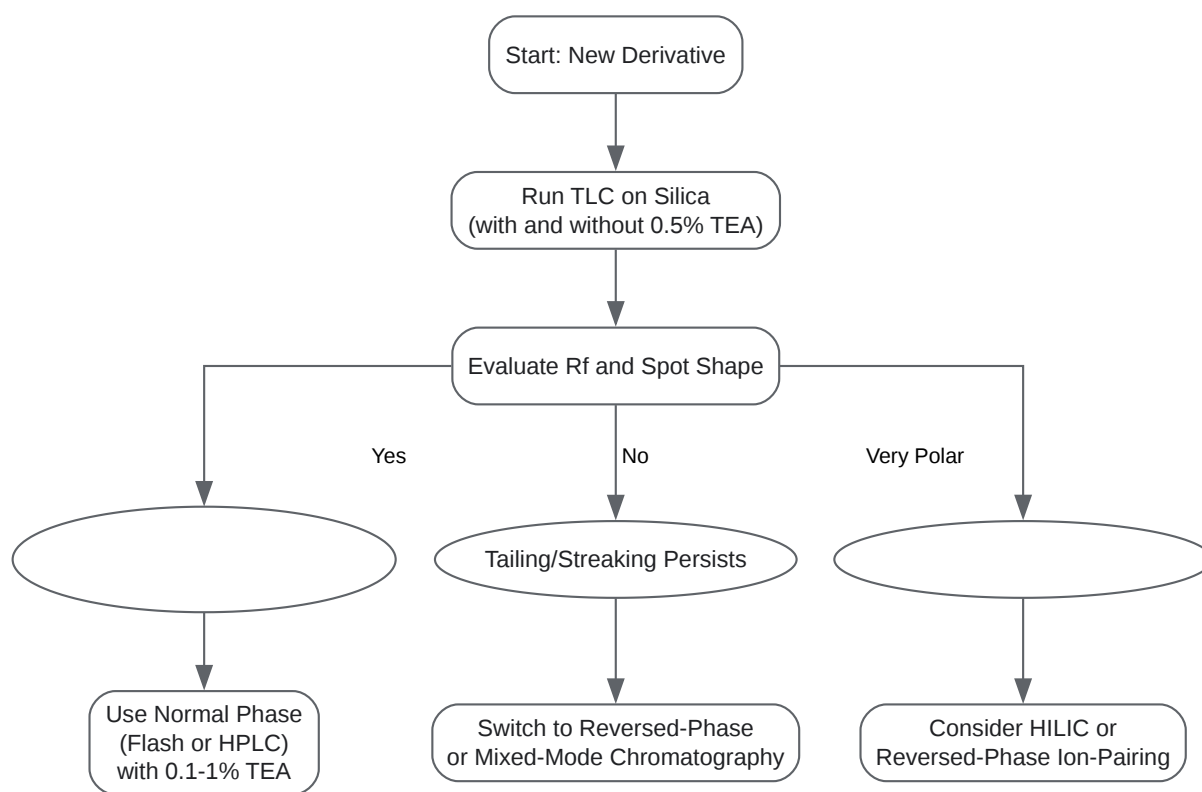 Start: New Derivative
Run TLC on Silica
(with and without 0.5% TEA)
Evaluate Rf and Spot Shape
Yes
No
Very Polar
Tailing/Streaking Persists
Use Normal Phase
(Flash or HPLC)
with 0.1-1% TEA
Switch to Reversed-Phase
or Mixed-Mode Chromatography
Consider HILIC or
Reversed-Phase Ion-Pairing